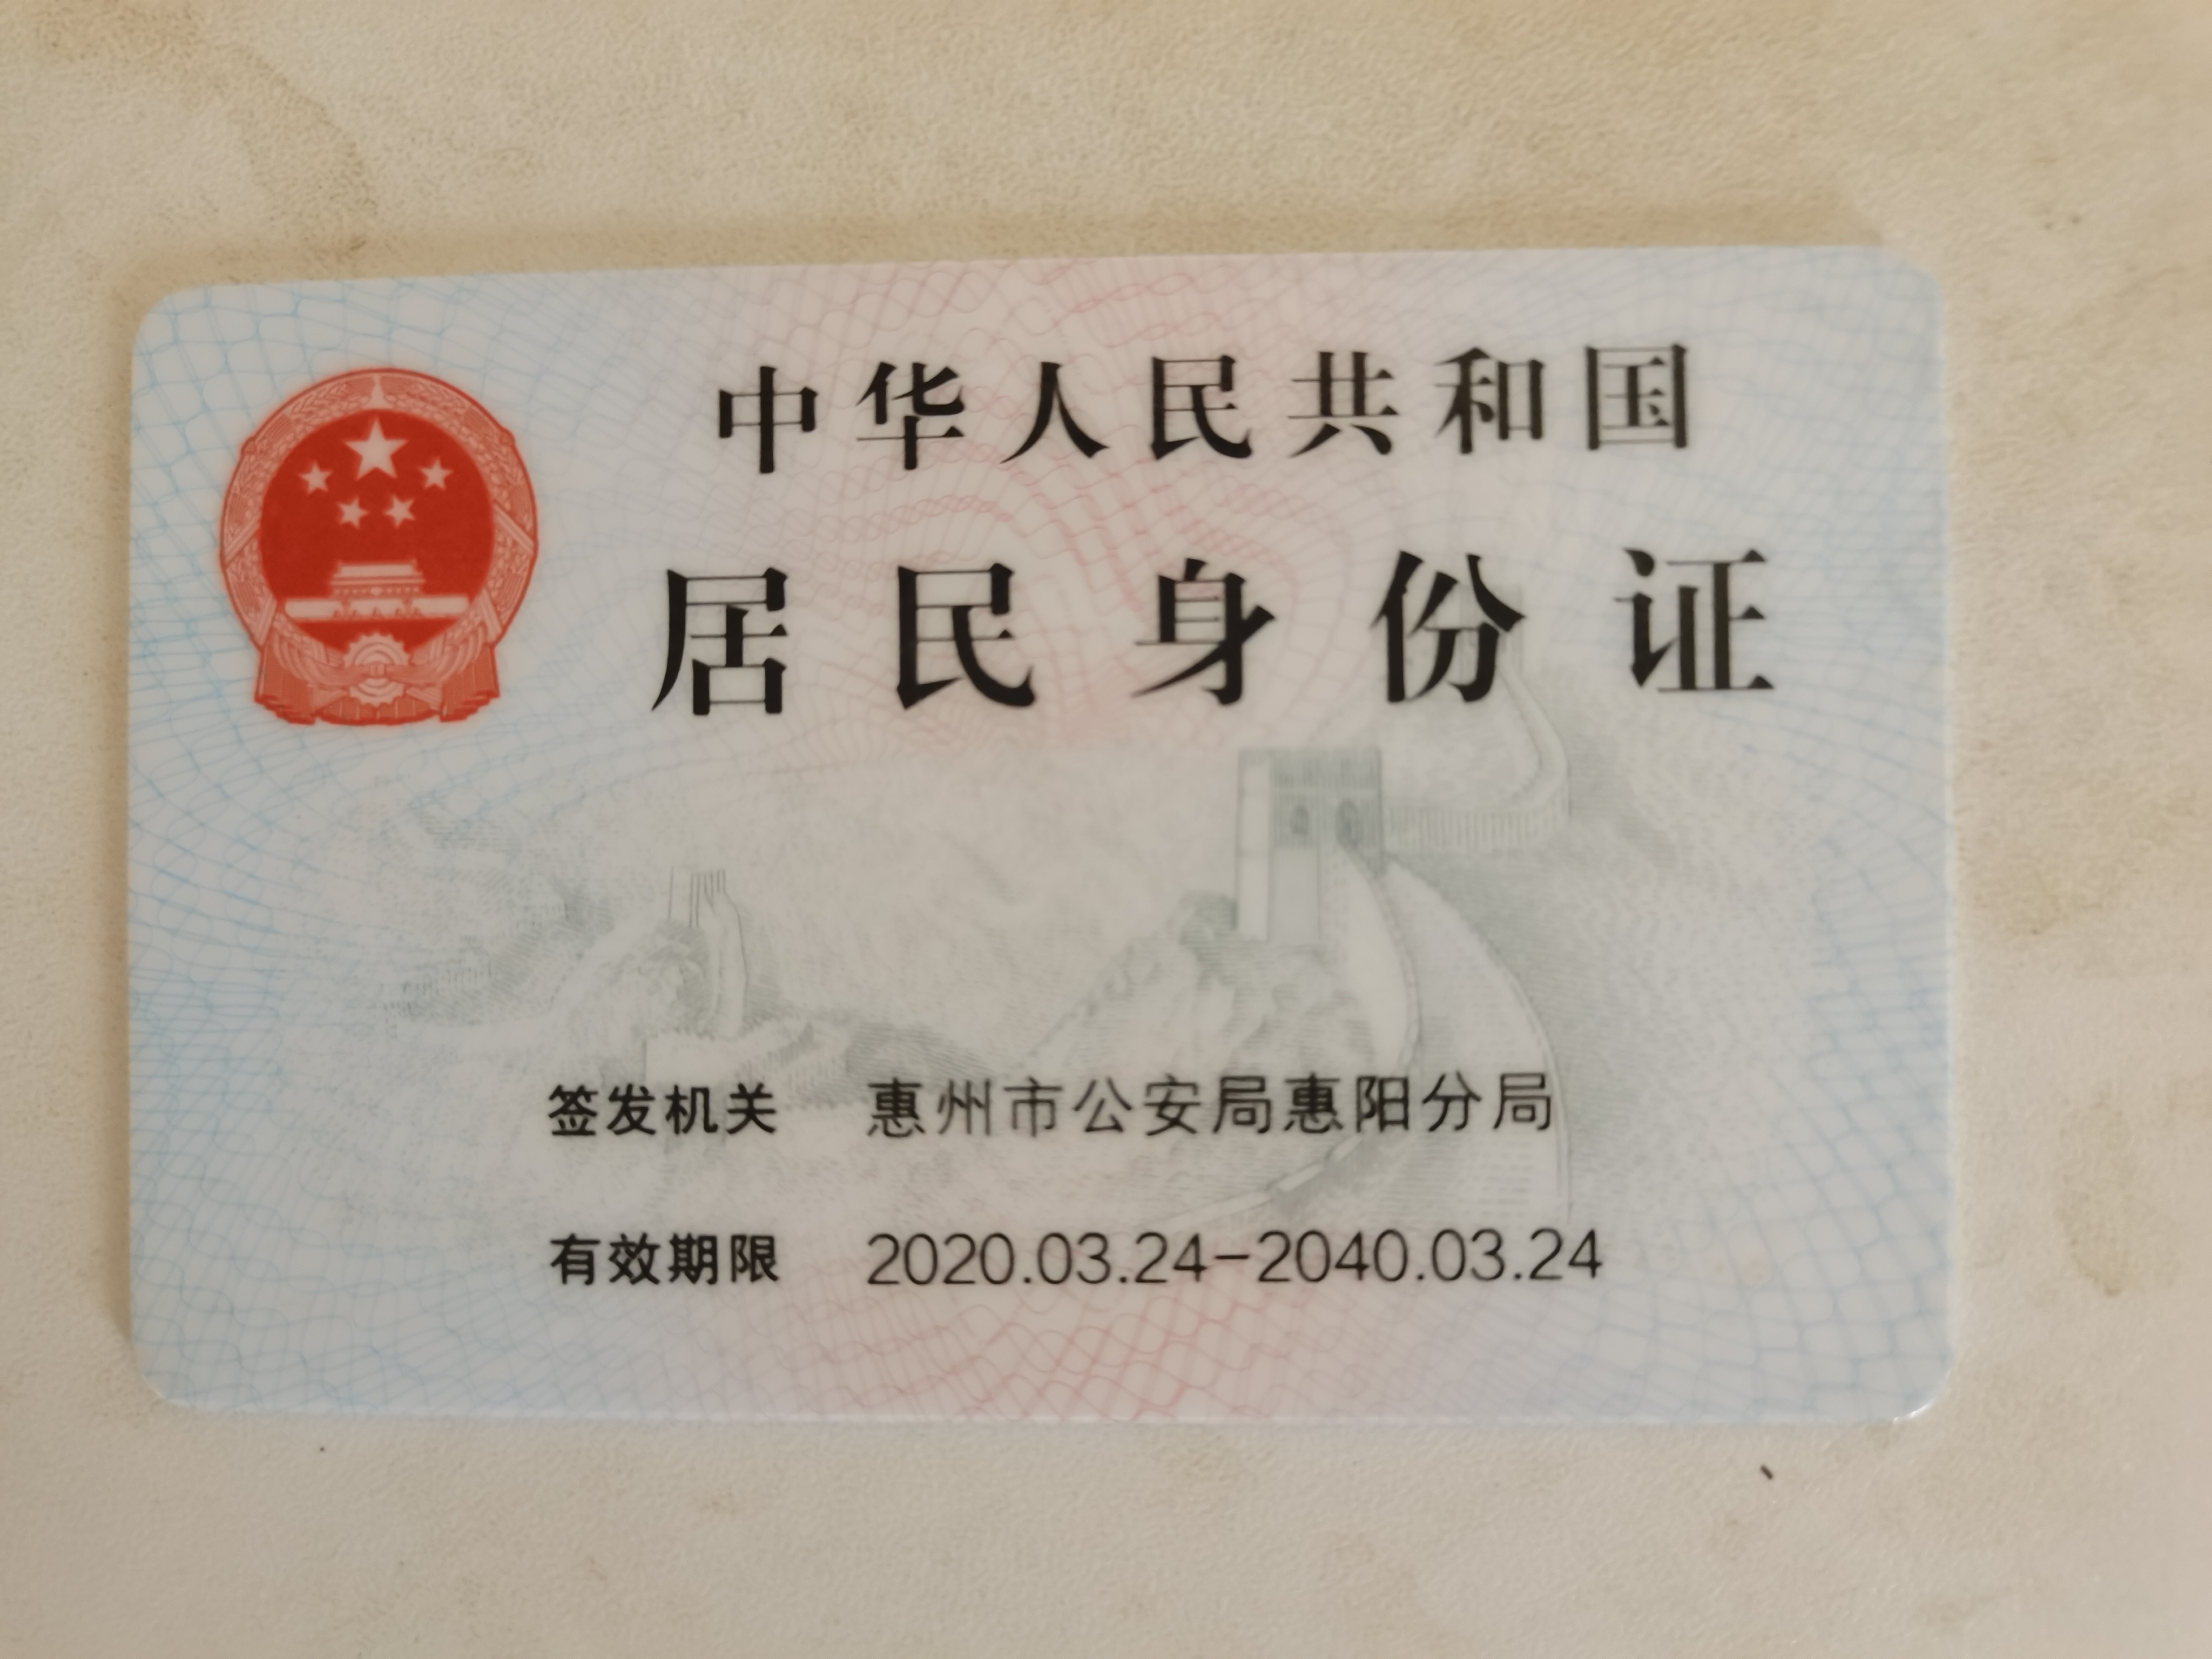 中华人民共和国
居民身份证
签发机关 惠州市公安局惠阳分局
有效期限 2020.03.24-2040.03.24